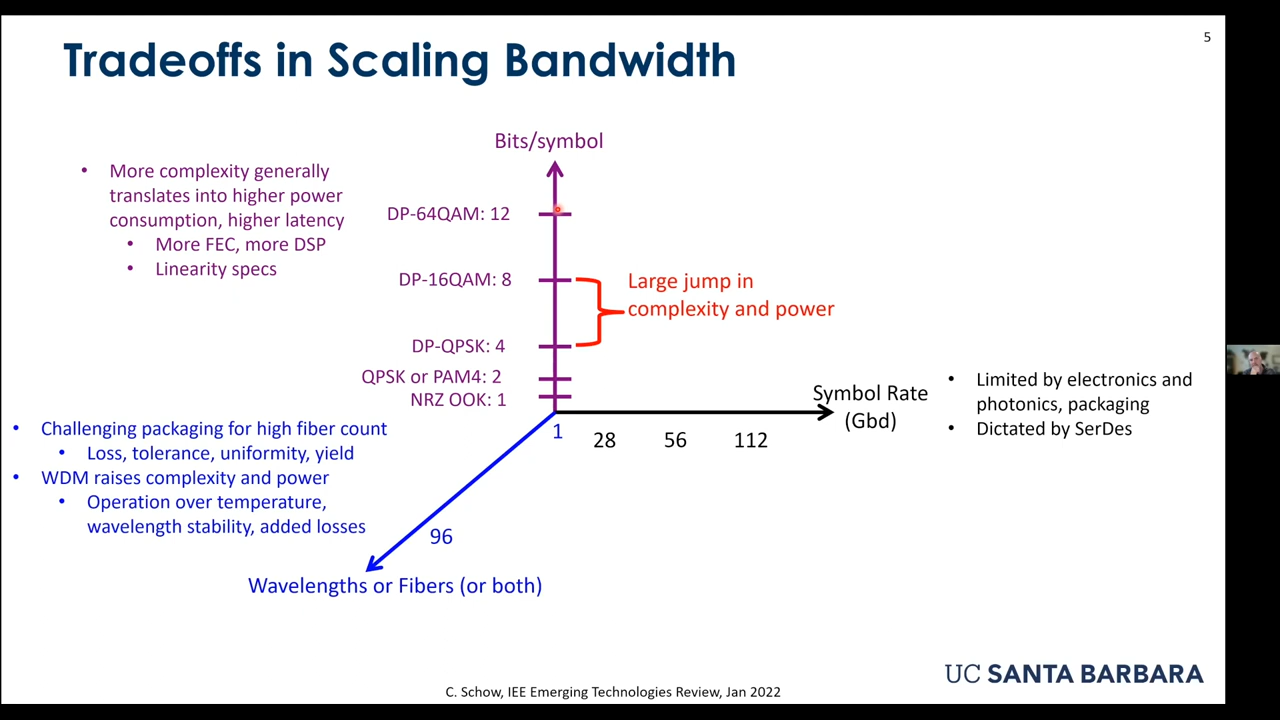 5
Tradeoffs in Scaling Bandwidth
Bits/symbol
• More complexity generally
translates into higher power
consumption, higher latency
• More FEC, more DSP
• Linearity specs
DP-64QAM: 12
DP-16QAM: 8
DP-QPSK: 4
QPSK or PAM4: 2
NRZ OOK: 1
Large jump in
complexity and power
Symbol Rate
(Gbd)
1
28
56
112
• Limited by electronics and
photonics, packaging
• Dictated by SerDes
• Challenging packaging for high fiber count
• Loss, tolerance, uniformity, yield
• WDM raises complexity and power
• Operation over temperature,
wavelength stability, added losses
96
Wavelengths or Fibers (or both)
UC SANTA BARBARA
C. Schow, IEE Emerging Technologies Review, Jan 2022